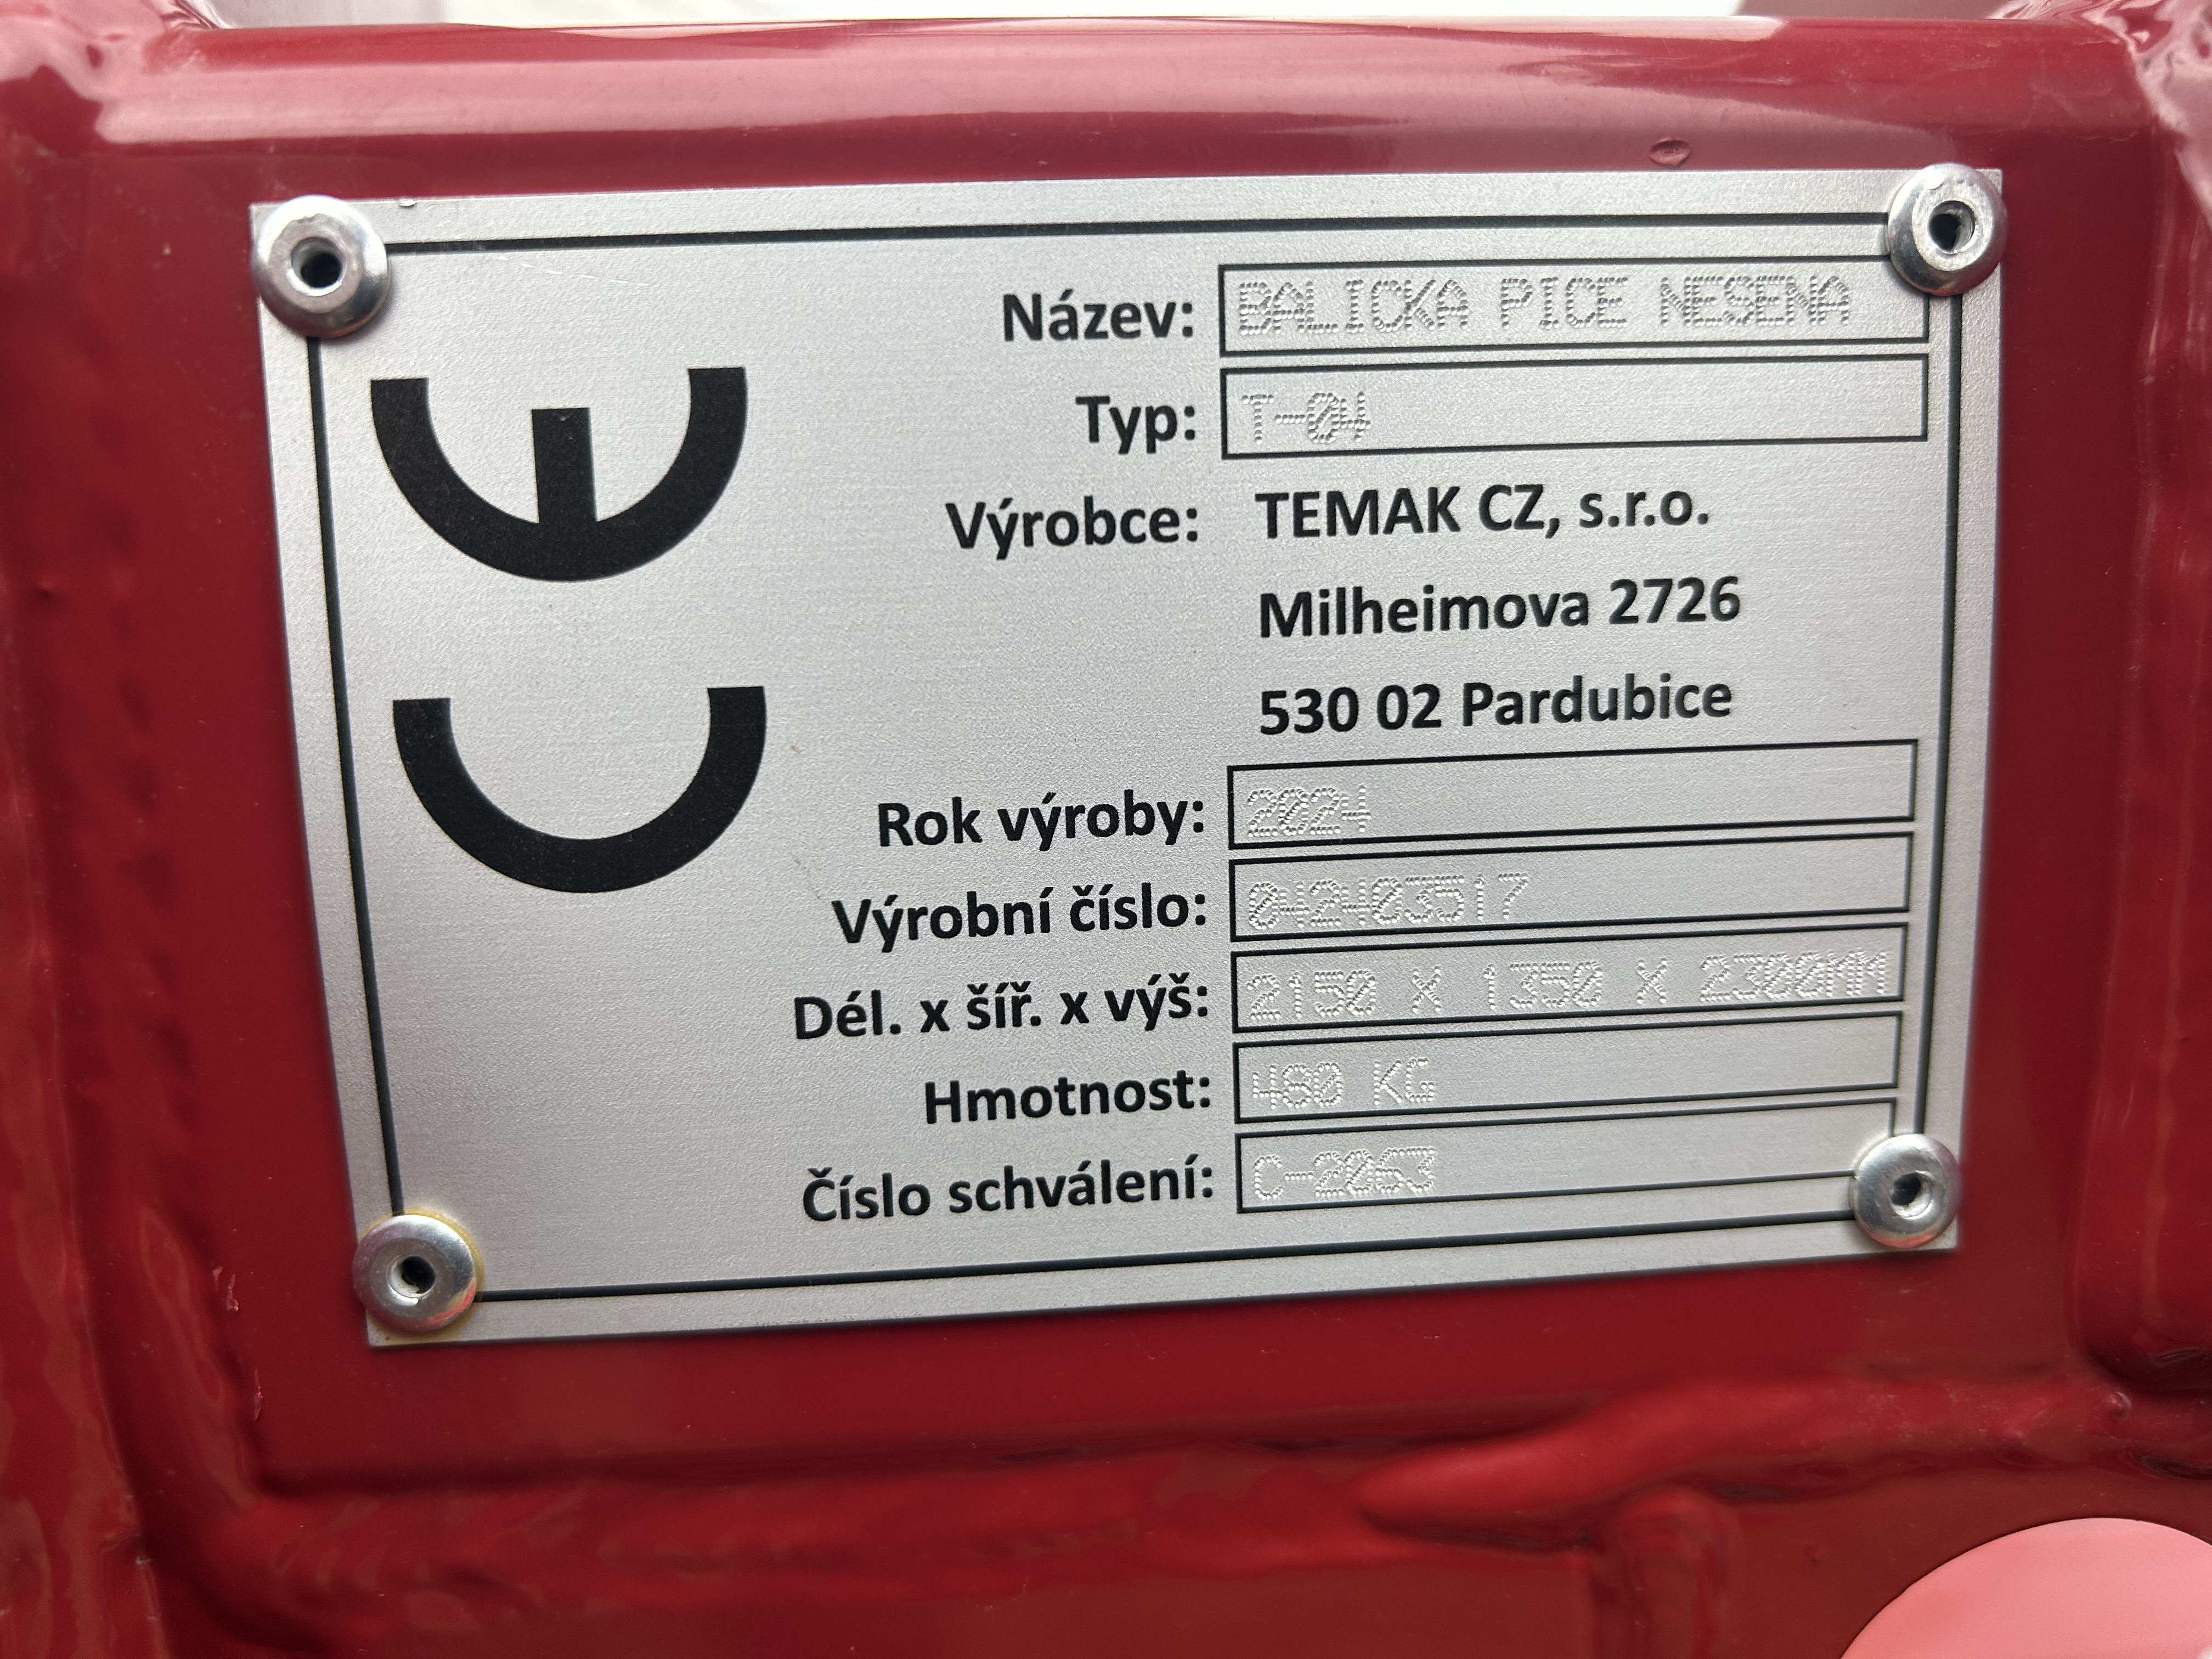 CE
Název: BALICKA PICE NESENA
Typ: T-04
Výrobce: TEMAK CZ, s.r.o.
Milheimova 2726
530 02 Pardubice
Rok výroby: 2024
Výrobní číslo: 042403517
Dél. x šíř. x výš: 2150 X 1350 X 2300MM
Hmotnost: 480 KG
Číslo schválení: C-2063